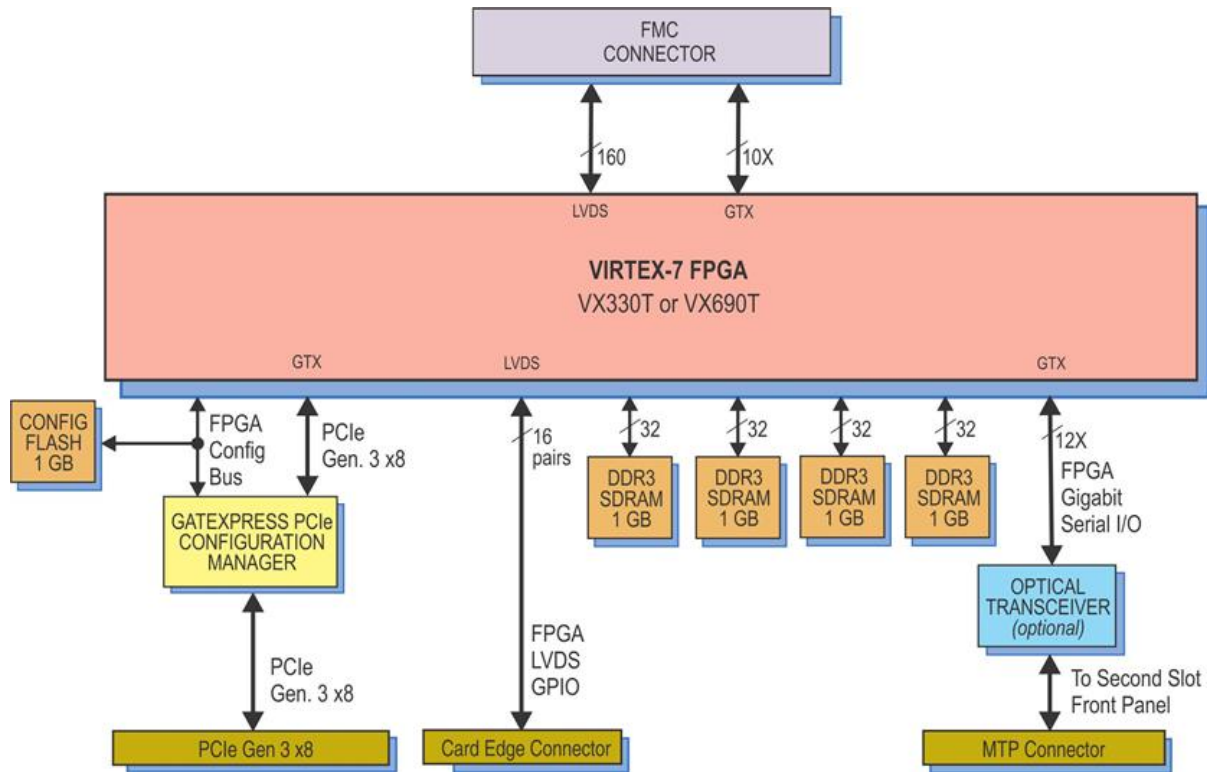 FMC
CONNECTOR
160
10X
LVDS
GTX
VIRTEX-7 FPGA
VX330T or VX690T
GTX
LVDS
GTX
CONFIG
FLASH
1 GB
FPGA
Config
Bus
PCIe
Gen. 3 x8
16
pairs
32
32
32
32
12X
FPGA
Gigabit
Serial I/O
DDR3
SDRAM
1 GB
DDR3
SDRAM
1 GB
DDR3
SDRAM
1 GB
DDR3
SDRAM
1 GB
GATEXPRESS PCIe
CONFIGURATION
MANAGER
OPTICAL
TRANSCEIVER
(optional)
PCIe
Gen. 3 x8
FPGA
LVDS
GPIO
To Second Slot
Front Panel
PCIe Gen 3 x8
Card Edge Connector
MTP Connector